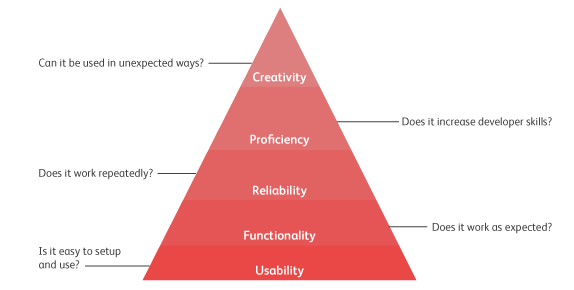 Can it be used in unexpected ways?
Creativity
Does it increase developer skills?
Proficiency
Does it work repeatedly?
Reliability
Does it work as expected?
Functionality
Is it easy to setup
and use?
Usability